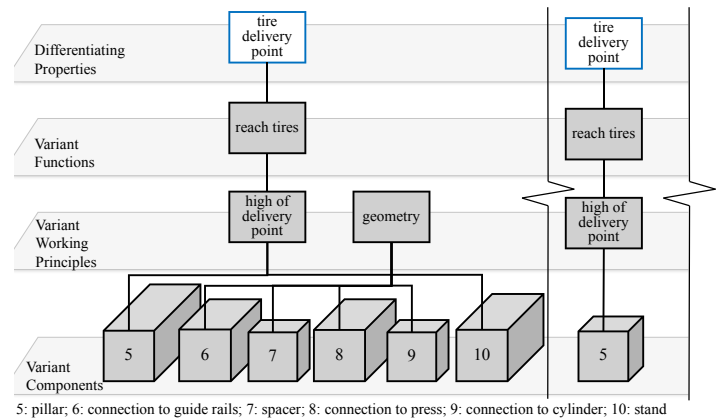 Differentiating
Properties
tire
delivery
point
tire
delivery
point
Variant
Functions
reach tires
reach tires
Variant
Working
Principles
high of
delivery
point
geometry
high of
delivery
point
Variant
Components
5
6
7
8
9
10
5
5: pillar; 6: connection to guide rails; 7: spacer; 8: connection to press; 9: connection to cylinder; 10: stand